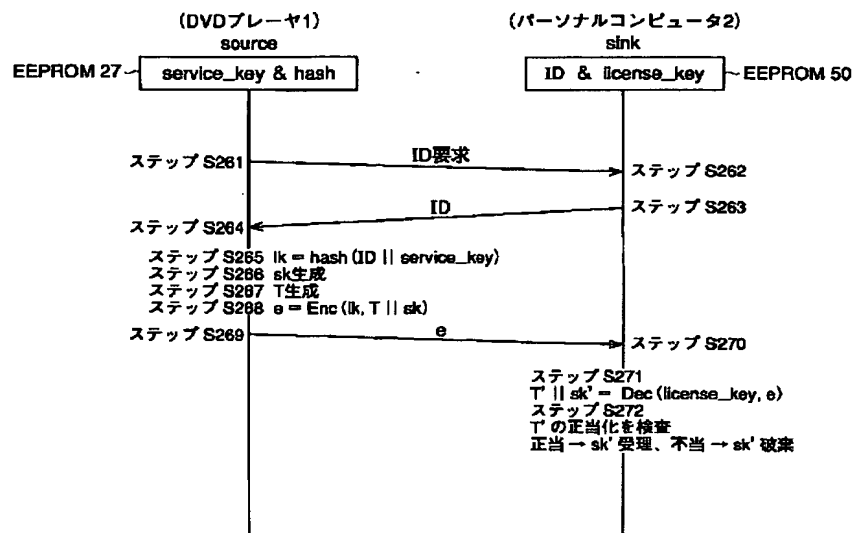 (DVDプレーヤ1)
source
(パーソナルコンピュータ2)
sink
EEPROM 27
service_key & hash
ID & license_key
EEPROM 50
ステップ S261
ID要求
ステップ S262
ID
ステップ S263
ステップ S264
ステップ S265 lk = hash (ID || service_key)
ステップ S266 sk生成
ステップ S267 T生成
ステップ S268 e = Enc (lk, T || sk)
ステップ S269
e
ステップ S270
ステップ S271
T' || sk' = Dec (license_key, e)
ステップ S272
T' の正当化を検査
正当 → sk' 受理、不当 → sk' 破棄